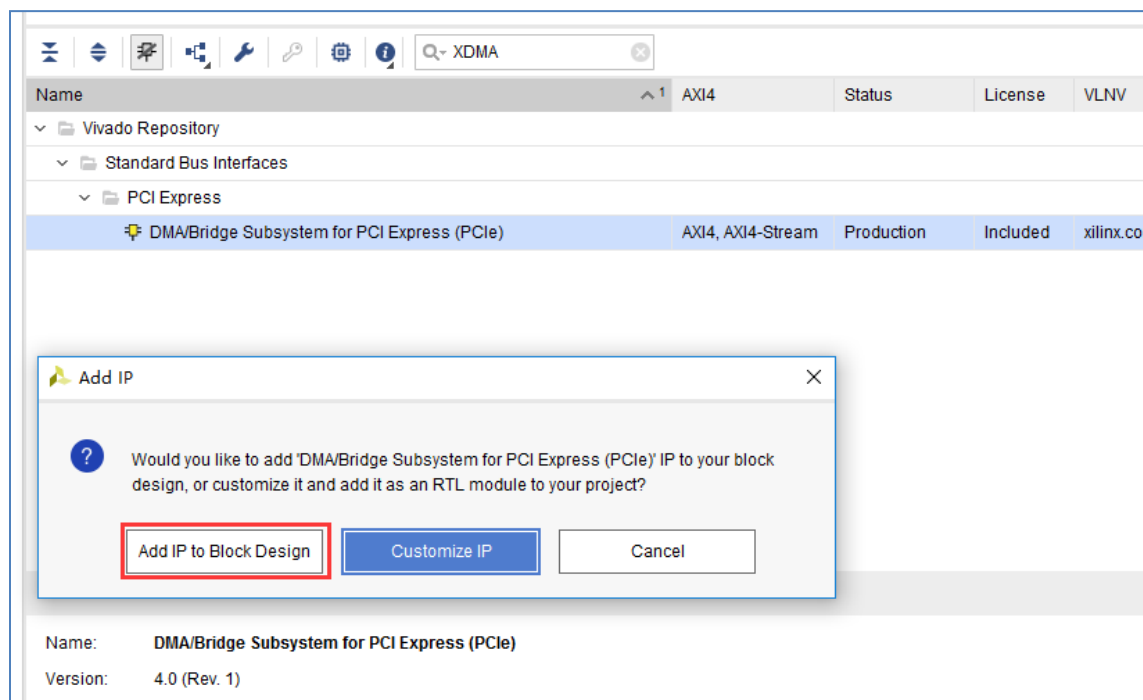 XDMA
Name 1 AXI4 Status License VLNV
Vivado Repository
Standard Bus Interfaces
PCI Express
DMA/Bridge Subsystem for PCI Express (PCIe) AXI4, AXI4-Stream Production Included xilinx.co
Add IP
Would you like to add 'DMA/Bridge Subsystem for PCI Express (PCIe)' IP to your block
design, or customize it and add it as an RTL module to your project?
Add IP to Block Design Customize IP Cancel
Name: DMA/Bridge Subsystem for PCI Express (PCIe)
Version: 4.0 (Rev. 1)